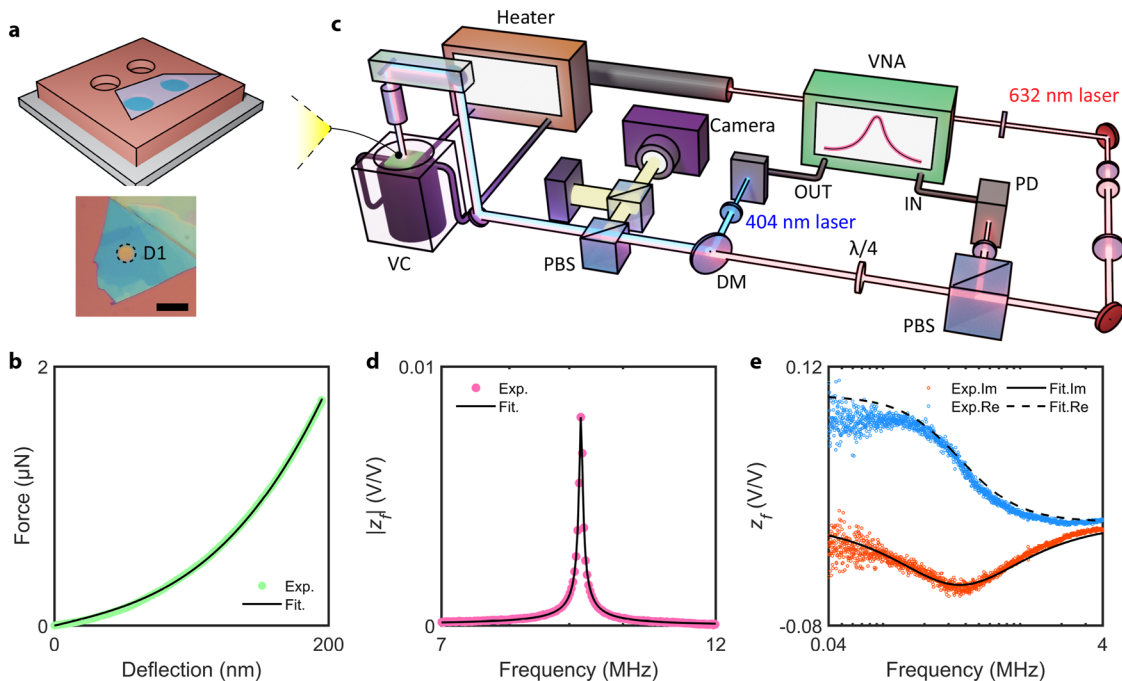 a
D1
c
Heater
VNA
632 nm laser
Camera
OUT
IN
PD
404 nm laser
VC
PBS
DM
λ/4
PBS
b
2
Force (μN)
0
Exp.
Fit.
0
200
Deflection (nm)
d
0.01
Exp.
Fit.
|z_f| (V/V)
0
7
12
Frequency (MHz)
e
0.12
Exp.Im
Fit.Im
Exp.Re
Fit.Re
z_f (V/V)
-0.08
0.04
4
Frequency (MHz)